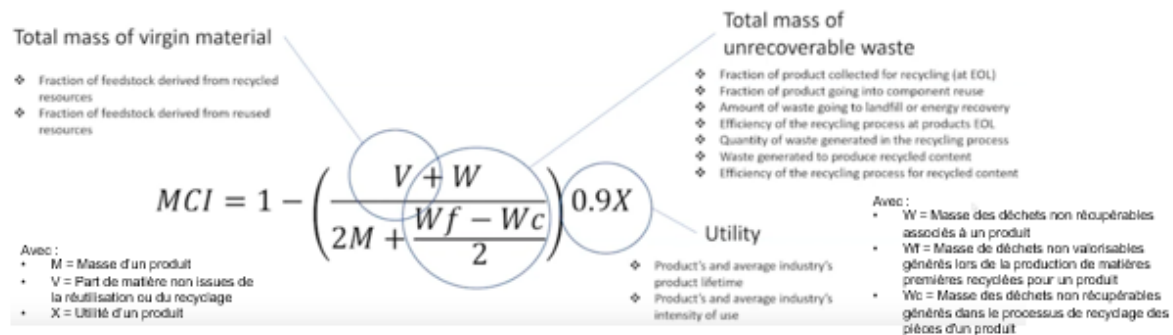 Total mass of virgin material
❖ Fraction of feedstock derived from recycled
resources
❖ Fraction of feedstock derived from reused
resources
Total mass of
unrecoverable waste
❖ Fraction of product collected for recycling (at EOL)
❖ Fraction of product going into component reuse
❖ Amount of waste going to landfill or energy recovery
❖ Efficiency of the recycling process at products EOL
❖ Quantity of waste generated in the recycling process
❖ Waste generated to produce recycled content
❖ Efficiency of the recycling process for recycled content
MCI = 1 − ( (V + W) / (2M + (Wf − Wc) / 2) ) 0.9X
Avec :
• M = Masse d'un produit
• V = Part de matière non issues de
la réutilisation ou du recyclage
• X = Utilité d'un produit
Utility
❖ Product's and average industry's
product lifetime
❖ Product's and average industry's
intensity of use
Avec :
• W = Masse des déchets non récupérables
associés à un produit
• Wf = Masse de déchets non valorisables
générés lors de la production de matières
premières recyclées pour un produit
• Wc = Masse des déchets non récupérables
générés dans le processus de recyclage des
pièces d'un produit